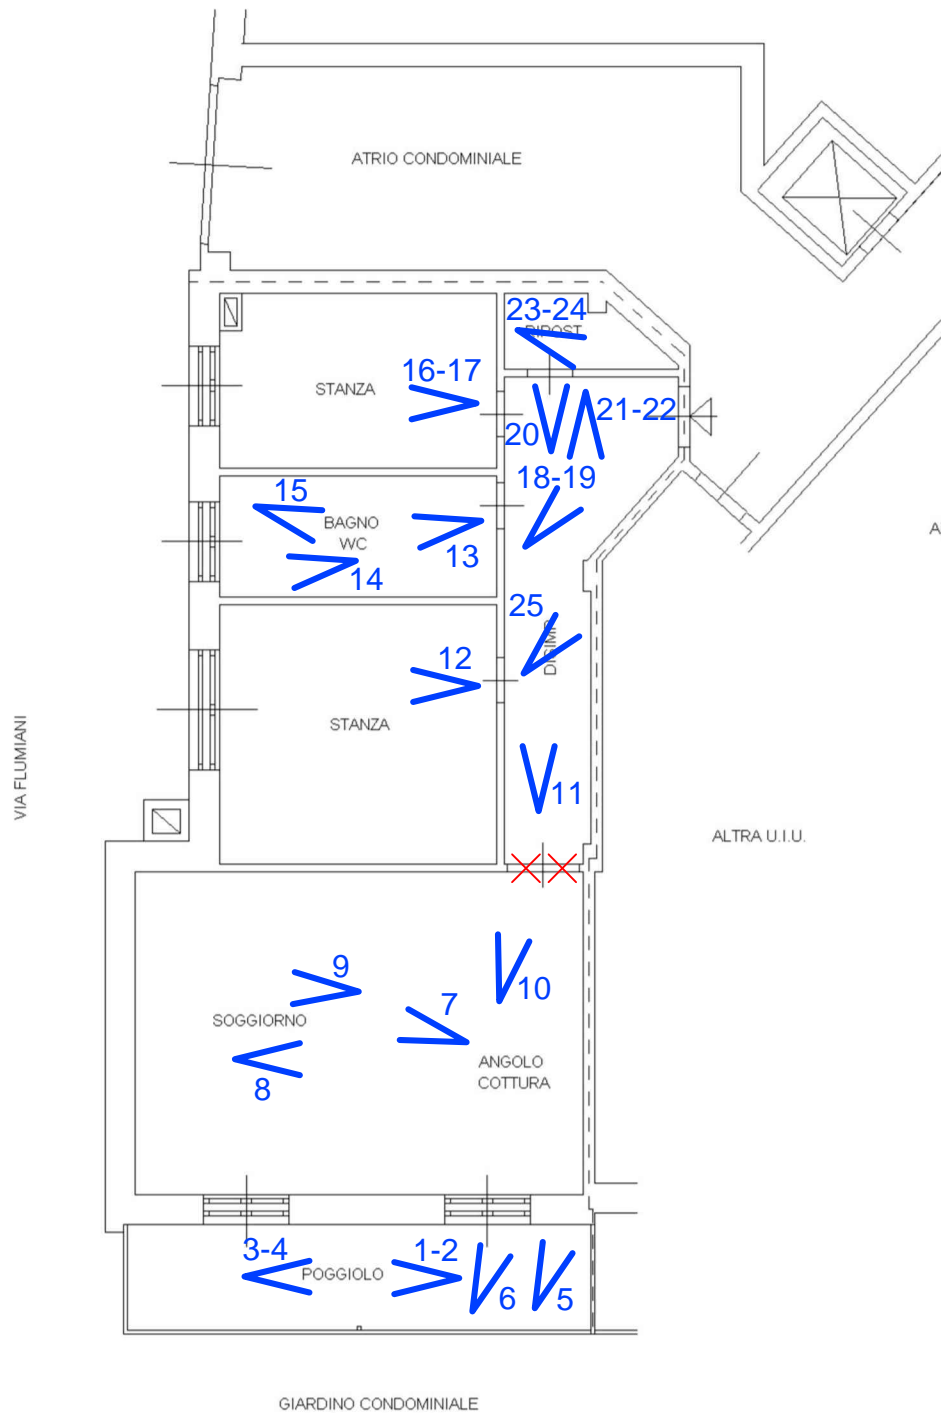 ATRIO CONDOMINIALE
23-24
RIPOST
16-17
STANZA
21-22
20
18-19
15
BAGNO
WC
13
14
25
DISIMP
12
STANZA
VIA FLUMIANI
11
ALTRA U.I.U.
A
9
10
7
SOGGIORNO
ANGOLO
COTTURA
8
3-4
1-2
POGGIOLO
6
5
GIARDINO CONDOMINIALE